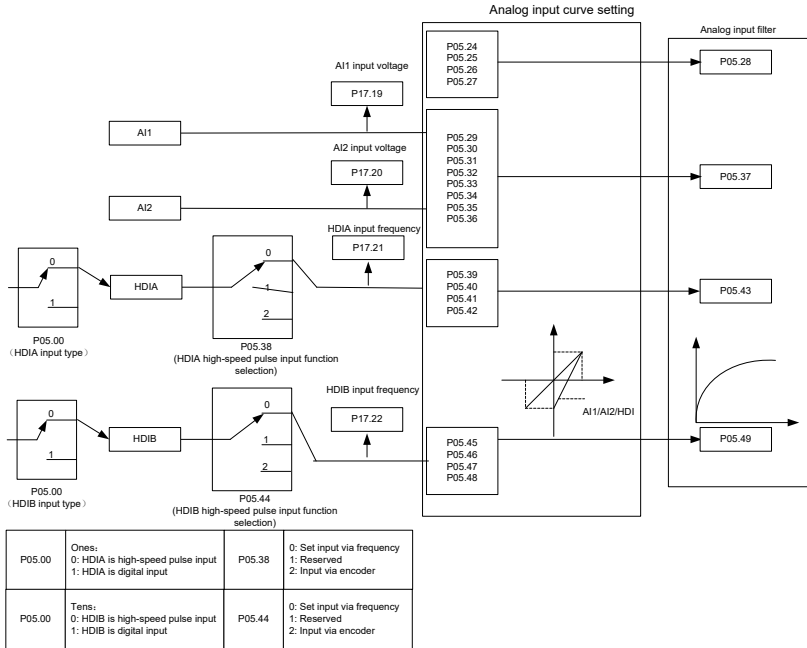 Analog input curve setting
Analog input filter
P05.24
P05.25
P05.26
P05.27
P05.28
AI1 input voltage
P17.19
AI1
AI2 input voltage
P17.20
AI2
P05.29
P05.30
P05.31
P05.32
P05.33
P05.34
P05.35
P05.36
P05.37
HDIA input frequency
P17.21
0
1
P05.00
（HDIA input type）
HDIA
0
1
2
P05.38
(HDIA high-speed pulse input function
selection)
P05.39
P05.40
P05.41
P05.42
P05.43
AI1/AI2/HDI
HDIB input frequency
P17.22
0
1
P05.00
（HDIB input type）
HDIB
0
1
2
P05.44
(HDIB high-speed pulse input function
selection)
P05.45
P05.46
P05.47
P05.48
P05.49
P05.00
Ones：
0: HDIA is high-speed pulse input
1: HDIA is digital input
P05.38
0: Set input via frequency
1: Reserved
2: Input via encoder
P05.00
Tens：
0: HDIB is high-speed pulse input
1: HDIB is digital input
P05.44
0: Set input via frequency
1: Reserved
2: Input via encoder